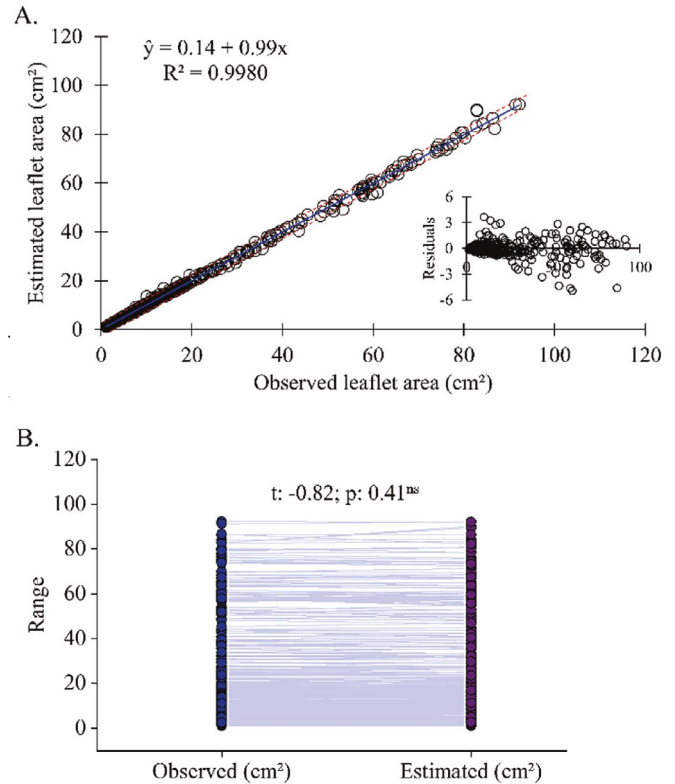 A.
ŷ = 0.14 + 0.99x
R² = 0.9980
Estimated leaflet area (cm²)
120
100
80
60
40
20
0
0
20
40
60
80
100
120
Observed leaflet area (cm²)
Residuals
6
3
0
-3
-6
0
100
B.
t: -0.82; p: 0.41ns
Range
120
100
80
60
40
20
0
Observed (cm²)
Estimated (cm²)